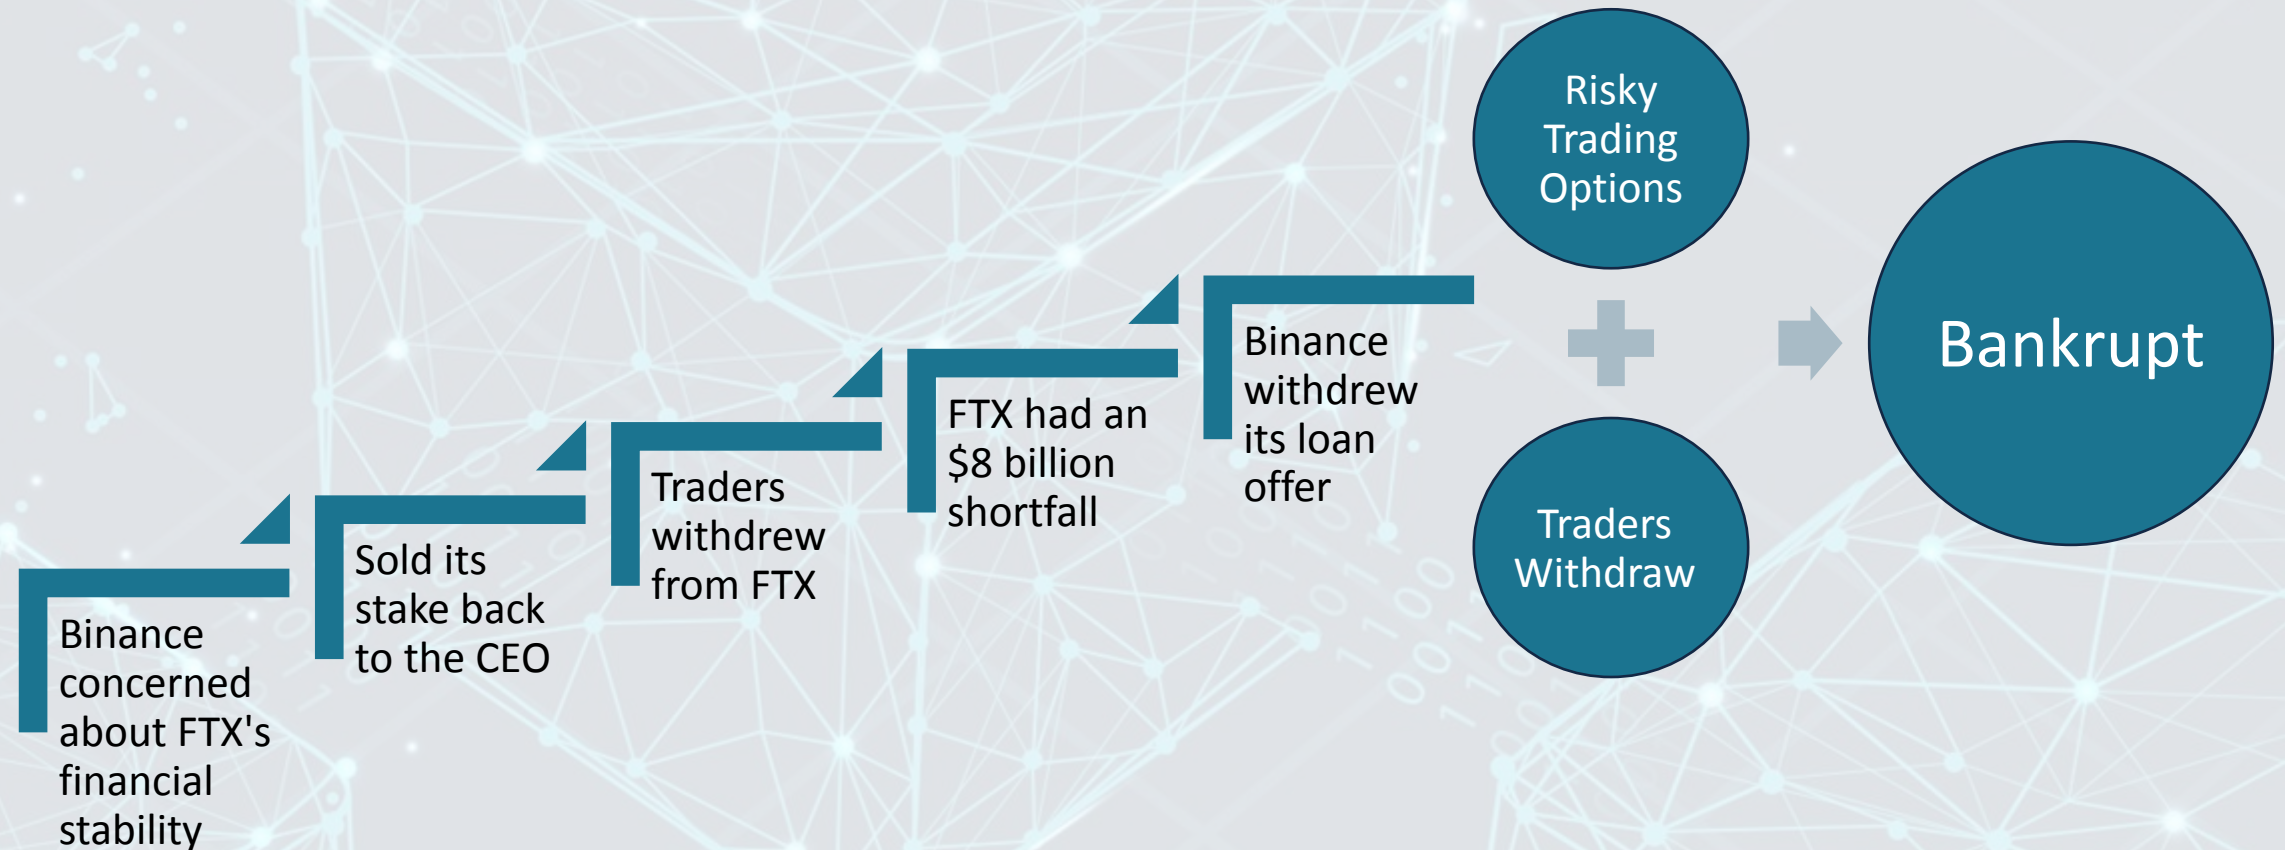 Binance
concerned
about FTX's
financial
stability
Sold its
stake back
to the CEO
Traders
withdrew
from FTX
FTX had an
$8 billion
shortfall
Binance
withdrew
its loan
offer
Risky
Trading
Options
Traders
Withdraw
Bankrupt